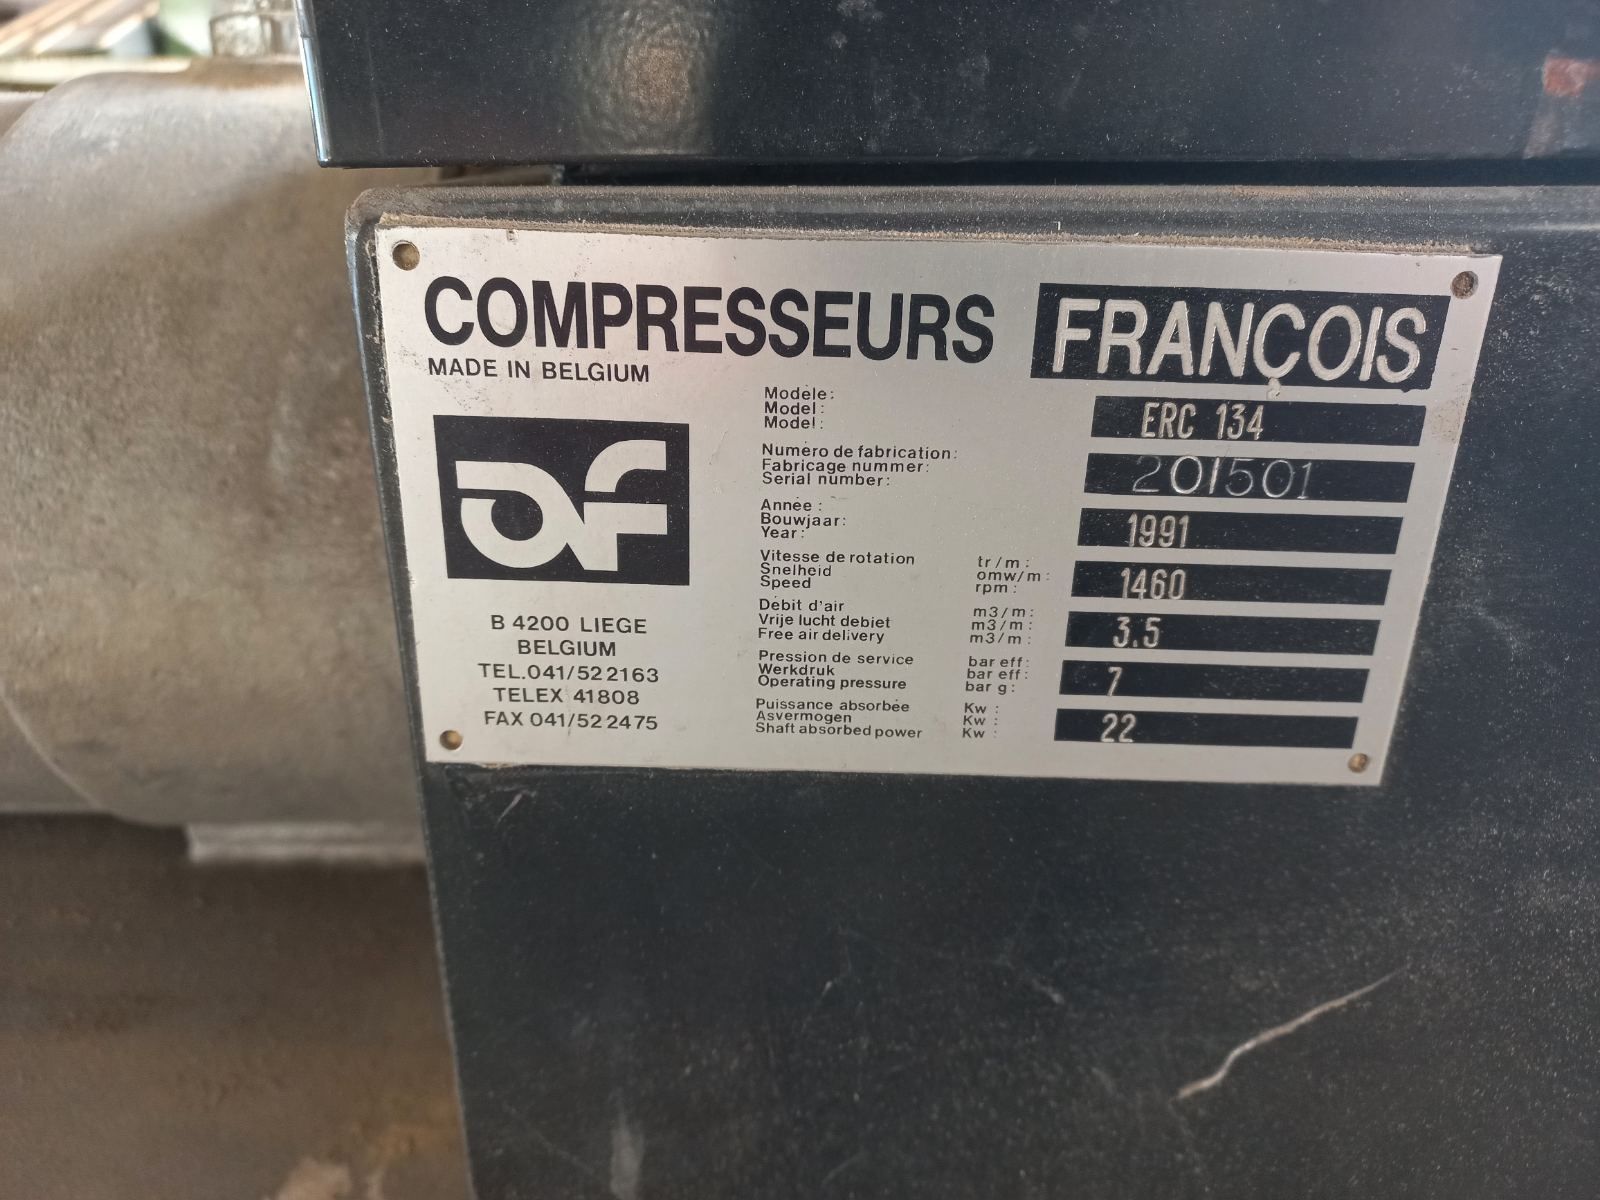 COMPRESSEURS FRANÇOIS
MADE IN BELGIUM
Modele:
Model:
Model: ERC 134
Numero de fabrication:
Fabricage nummer:
Serial number: 201501
Année:
Bouwjaar:
Year: 1991
Vitesse de rotation tr/m:
Snelheid omw/m:
Speed rpm: 1460
Debit d'air m3/m:
Vrije lucht debiet m3/m:
Free air delivery m3/m: 3.5
Pression de service bar eff:
Werkdruk bar eff:
Operating pressure bar g: 7
Puissance absorbée Kw:
Asvermogen Kw:
Shaft absorbed power Kw: 22
af
B 4200 LIEGE
BELGIUM
TEL.041/52 2163
TELEX 41808
FAX 041/52 2475